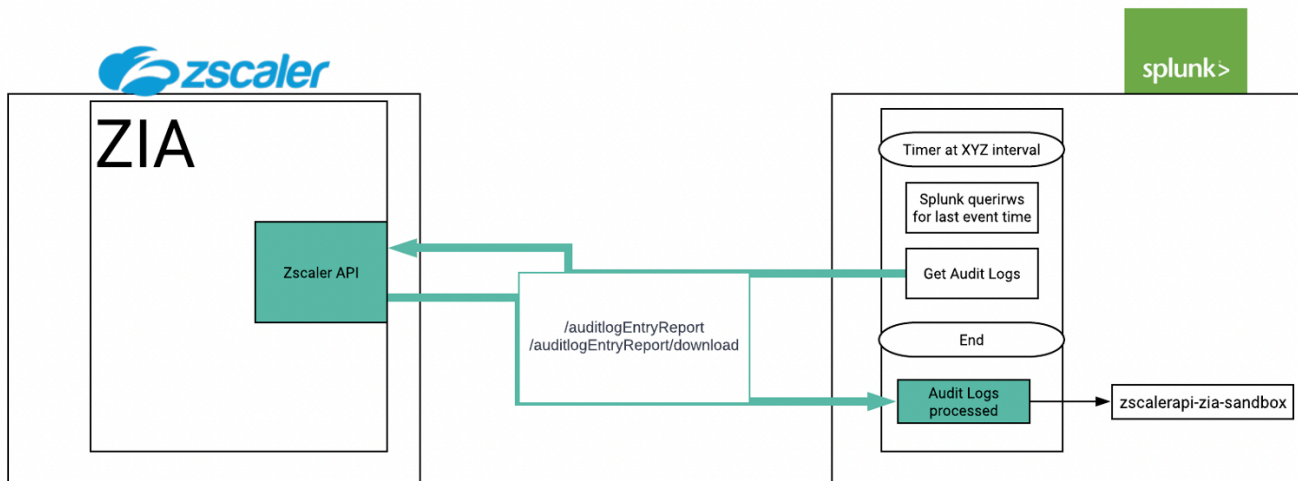 zscaler
splunk>
ZIA
Timer at XYZ interval
Splunk querirws
for last event time
Zscaler API
Get Audit Logs
/auditlogEntryReport
/auditlogEntryReport/download
End
Audit Logs
processed
zscalerapi-zia-sandbox